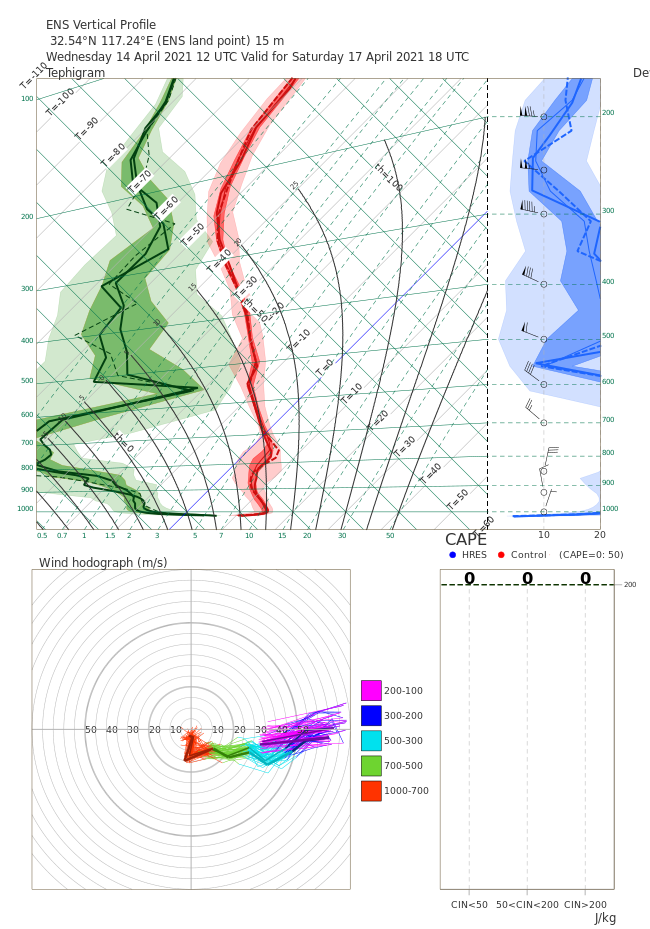 ENS Vertical Profile
32.54°N 117.24°E (ENS land point) 15 m
Wednesday 14 April 2021 12 UTC Valid for Saturday 17 April 2021 18 UTC
Tephigram De
T=-110
T=-100
T=-90
T=-80
T=-70
T=-60
T=-50
T=-40
T=-30
T=-20
T=-10
T=0
T=10
T=20
T=30
T=40
T=50
T=60
th=100
th=50
th=0
25
20
15
10
5
100
200
300
400
500
600
700
800
900
1000
200
300
400
500
600
700
800
900
1000
0.5 0.7 1 1.5 2 3 5 7 10 15 20 30 50 10 20
CAPE
HRES Control (CAPE=0: 50)
Wind hodograph (m/s)
0 0 0
200
50 40 30 20 10 10 20 30 40 50
200-100
300-200
500-300
700-500
1000-700
CIN<50 50<CIN<200 CIN>200
J/kg